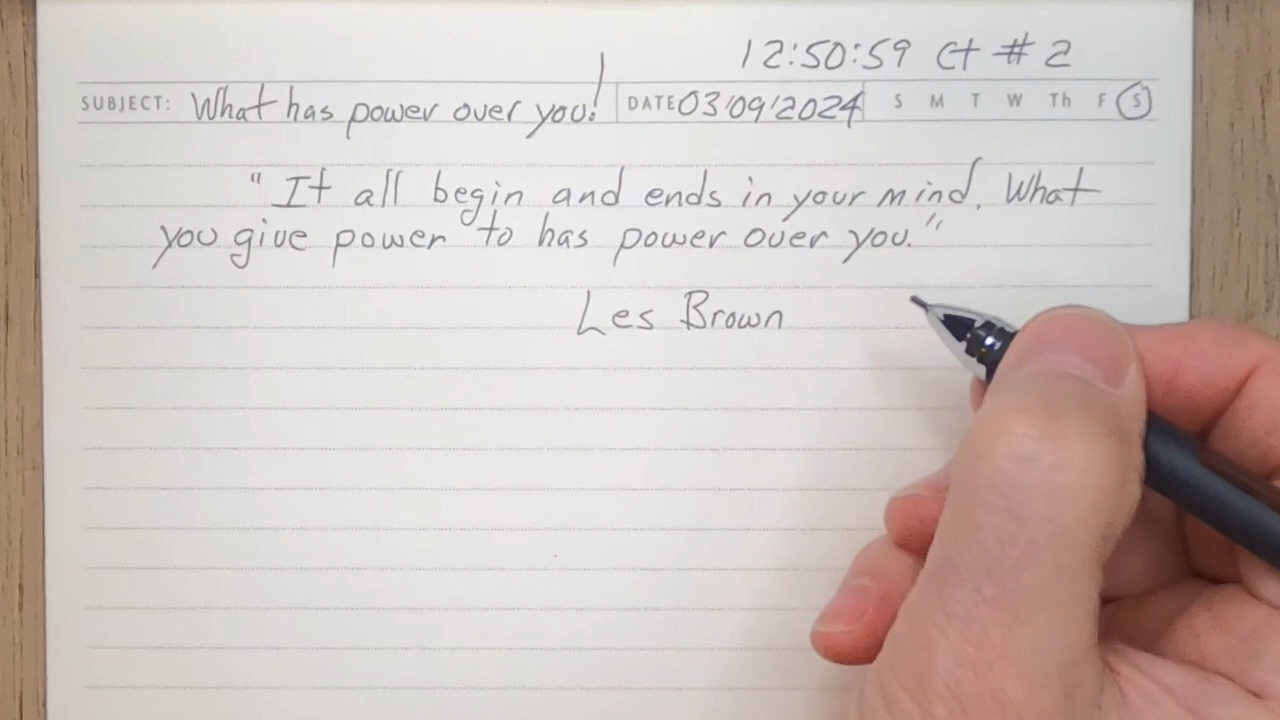 12:50:59 Ct # 2
SUBJECT: What has power over you! DATE 03/09/2024 S M T W Th F S
"It all begin and ends in your mind. What
you give power to has power over you."
Les Brown